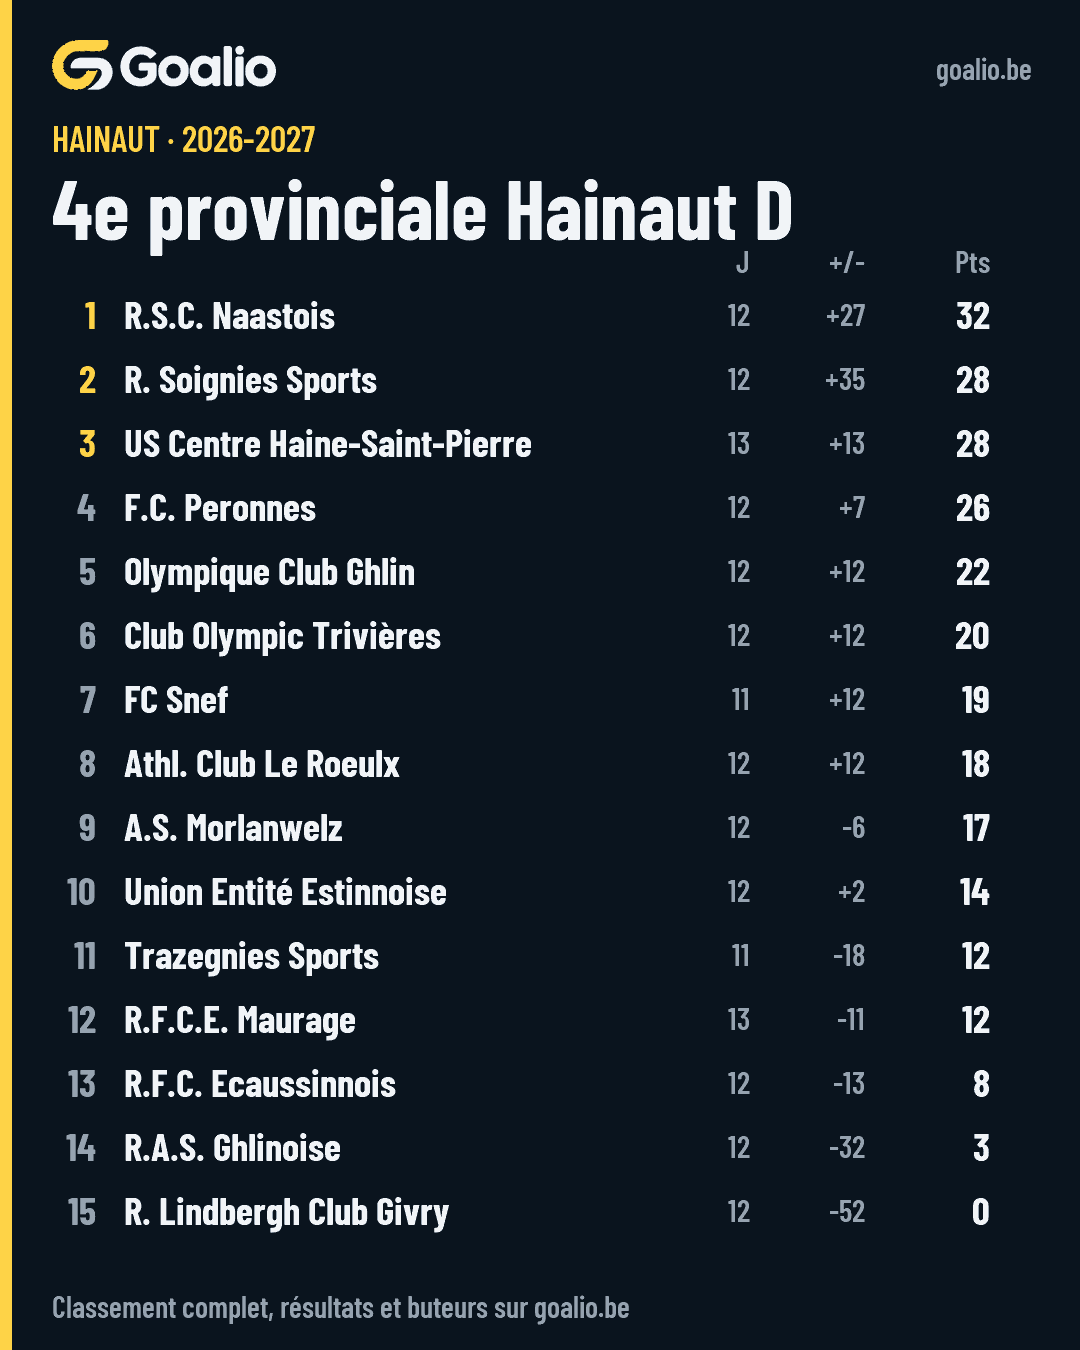 Goalio
goalio.be
HAINAUT · 2026-2027
4e provinciale Hainaut D
J +/- Pts
1 R.S.C. Naastois 12 +27 32
2 R. Soignies Sports 12 +35 28
3 US Centre Haine-Saint-Pierre 13 +13 28
4 F.C. Peronnes 12 +7 26
5 Olympique Club Ghlin 12 +12 22
6 Club Olympic Trivières 12 +12 20
7 FC Snef 11 +12 19
8 Athl. Club Le Roeulx 12 +12 18
9 A.S. Morlanwelz 12 -6 17
10 Union Entité Estinnoise 12 +2 14
11 Trazegnies Sports 11 -18 12
12 R.F.C.E. Maurage 13 -11 12
13 R.F.C. Ecaussinnois 12 -13 8
14 R.A.S. Ghlinoise 12 -32 3
15 R. Lindbergh Club Givry 12 -52 0
Classement complet, résultats et buteurs sur goalio.be